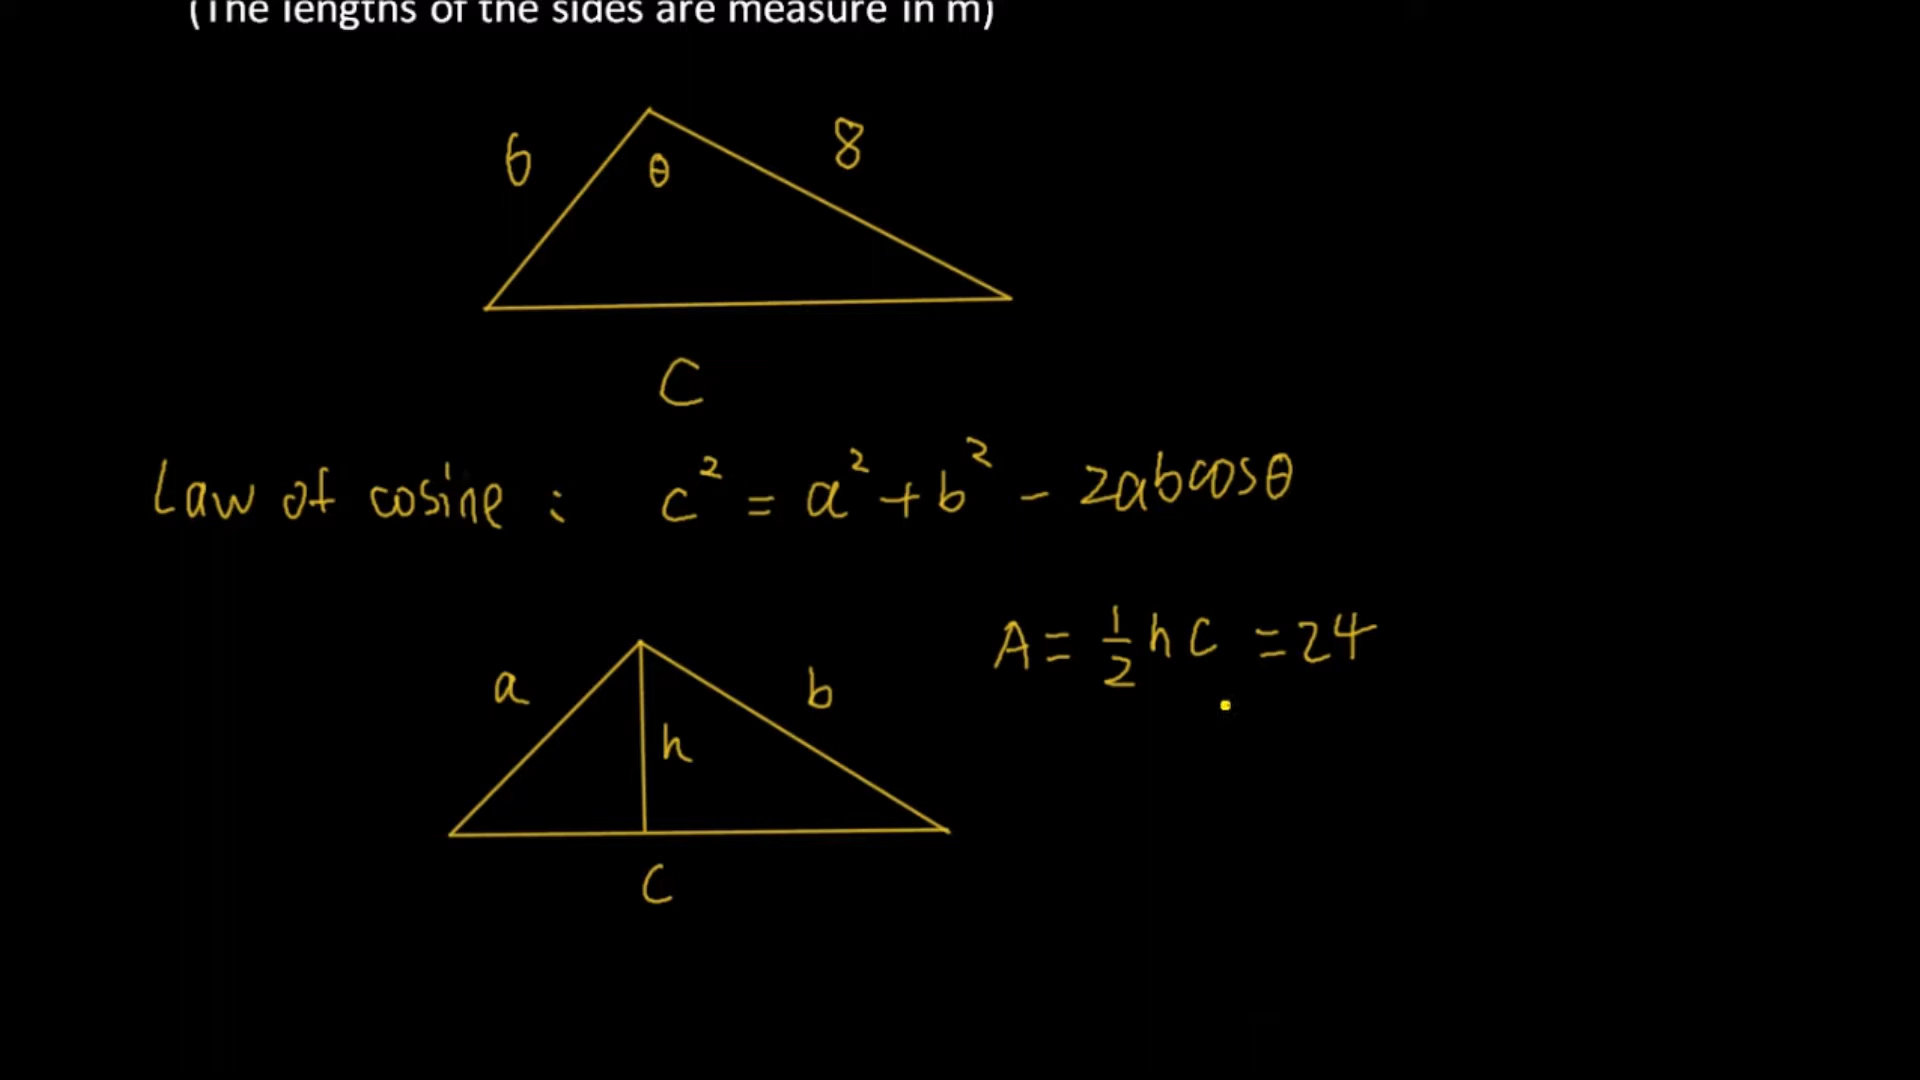 (The lengths of the sides are measure in m)
6
θ
8
C
Law of cosine : c² = a² + b² - 2abcosθ
A = 1/2 h c = 24
a
b
h
c